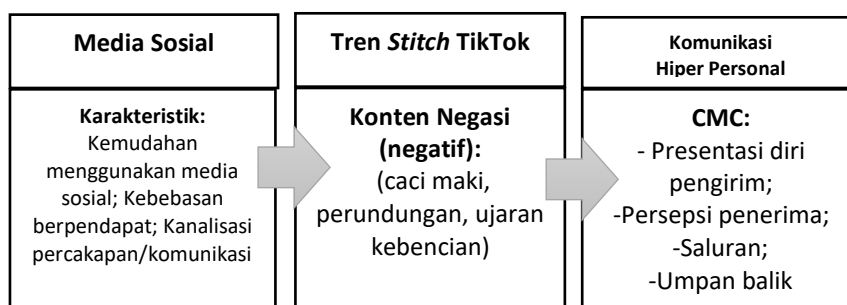 Media Sosial
Karakteristik:
Kemudahan
menggunakan media
sosial; Kebebasan
berpendapat; Kanalisasi
percakapan/komunikasi
Tren Stitch TikTok
Konten Negasi
(negatif):
(caci maki,
perundungan, ujaran
kebencian)
Komunikasi
Hiper Personal
CMC:
- Presentasi diri
pengirim;
-Persepsi penerima;
-Saluran;
-Umpan balik